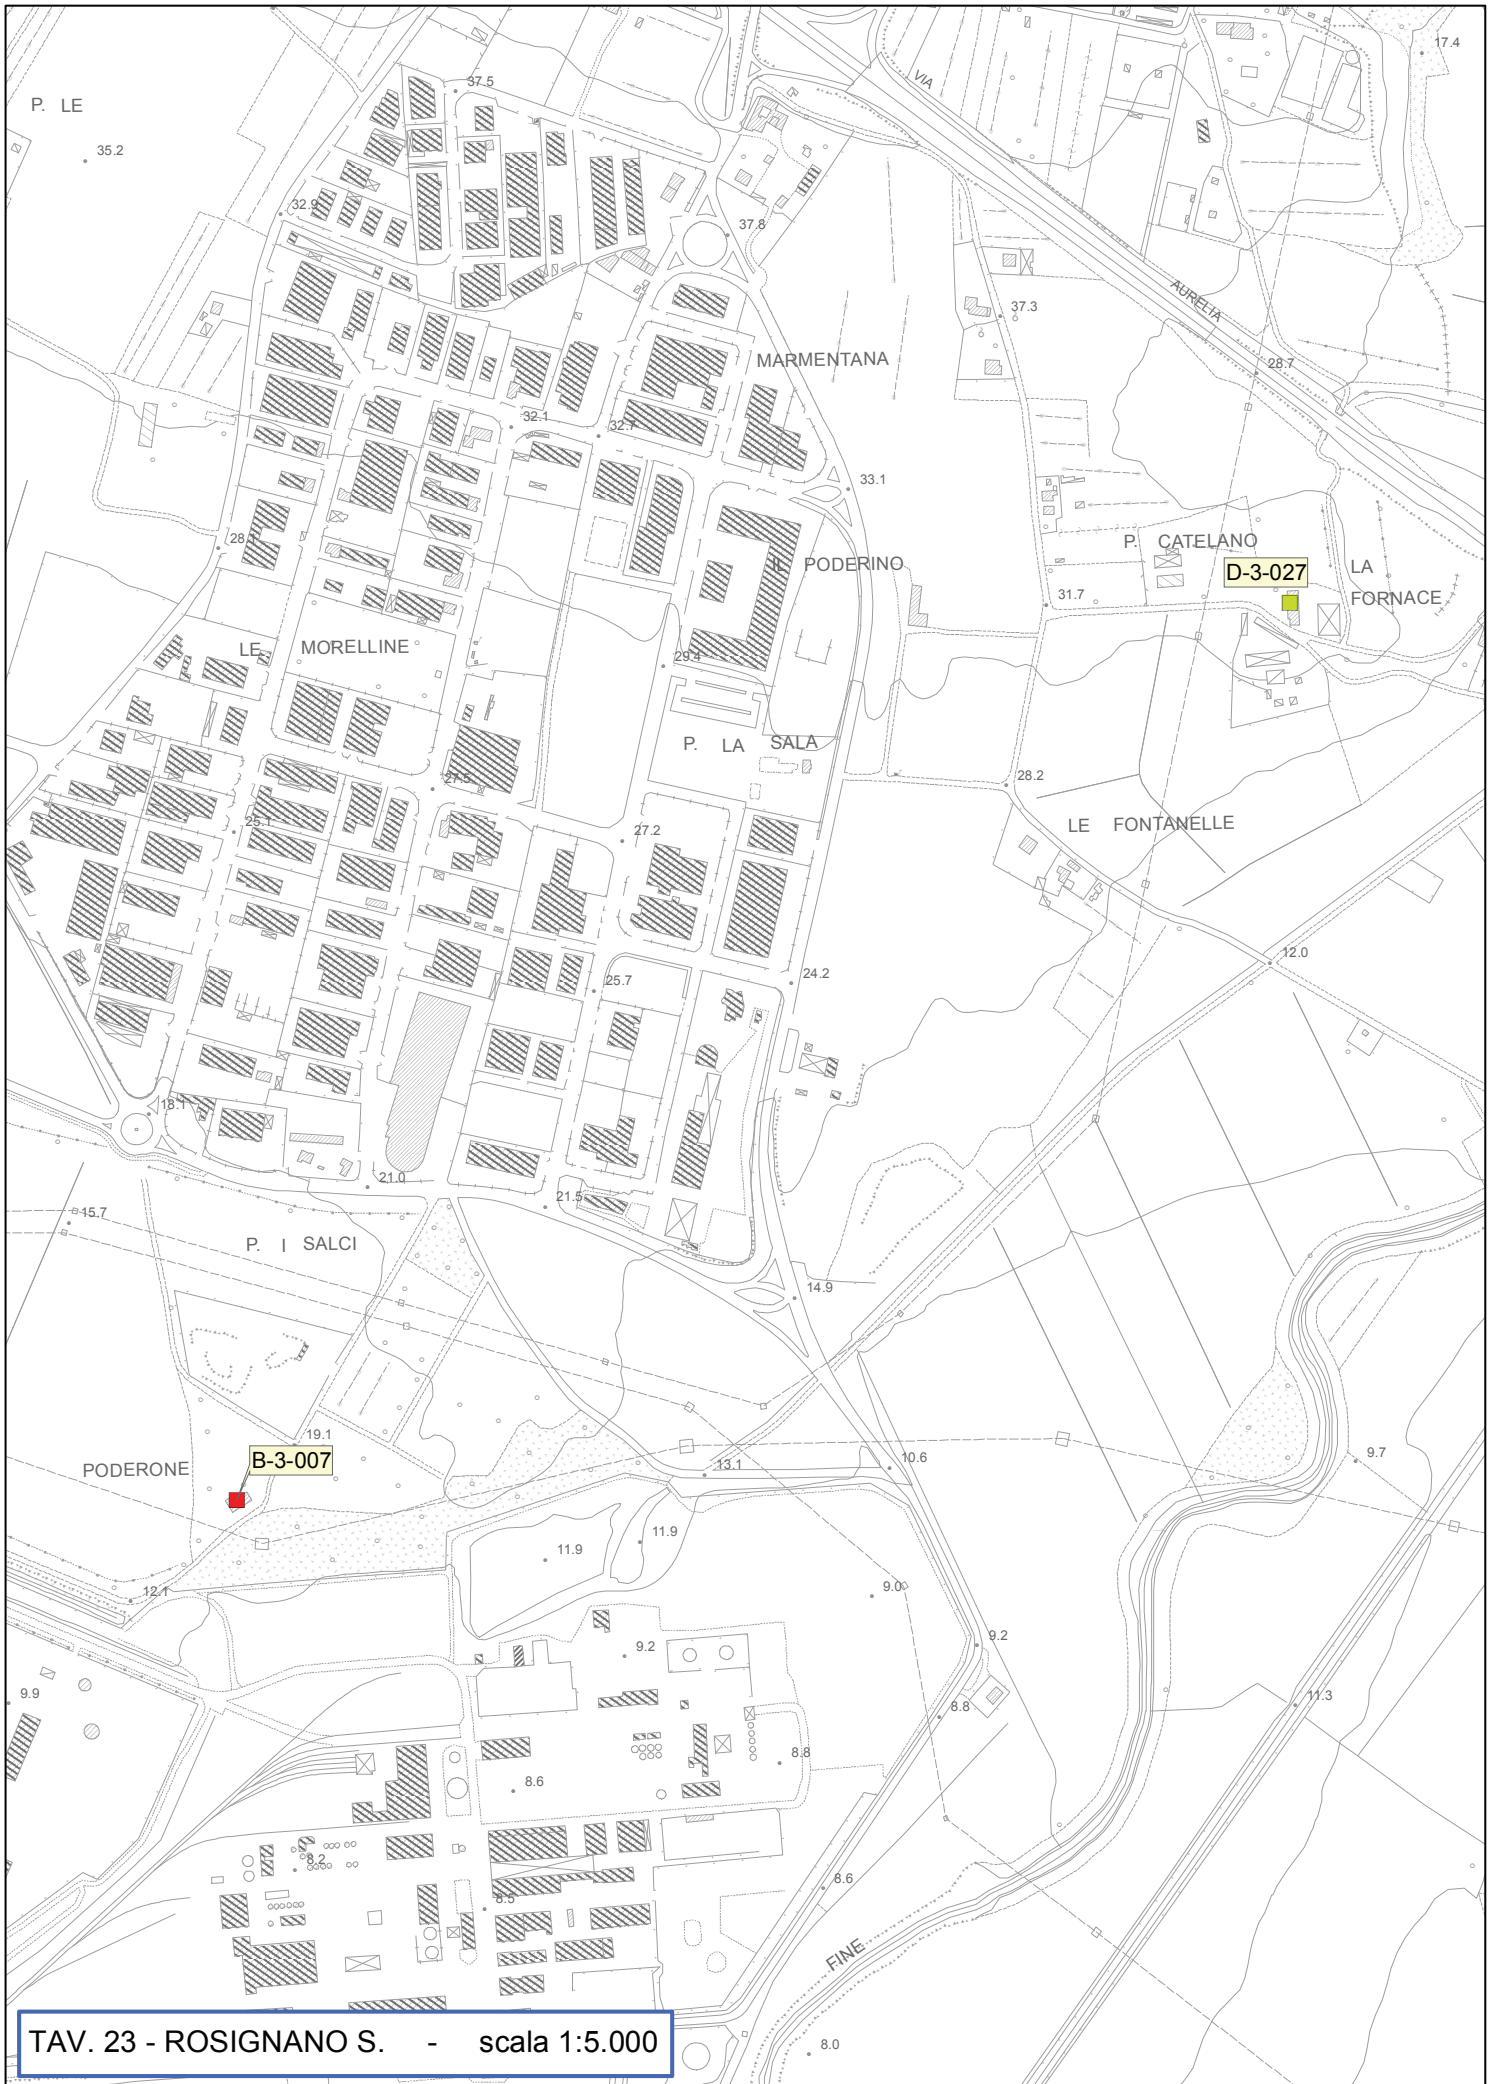 17.4
VIA
37.5
P. LE
35.2
32.9
37.8
AURELIA
37.3
MARMENTANA
28.7
32.1
32.7
33.1
28.1
P. CATELANO
IL PODERINO
D-3-027
LA
FORNACE
31.7
LE MORELLINE
29.4
P. LA SALA
27.5
28.2
25.1
27.2
LE FONTANELLE
12.0
25.7
24.2
18.1
21.0
21.5
15.7
P. I SALCI
14.9
19.1
B-3-007
PODERONE
13.1
10.6
9.7
11.9
11.9
12.1
9.0
9.2
9.2
9.9
8.8
11.3
8.8
8.6
8.2
8.6
8.5
FINE
8.0
TAV. 23 - ROSIGNANO S. - scala 1:5.000